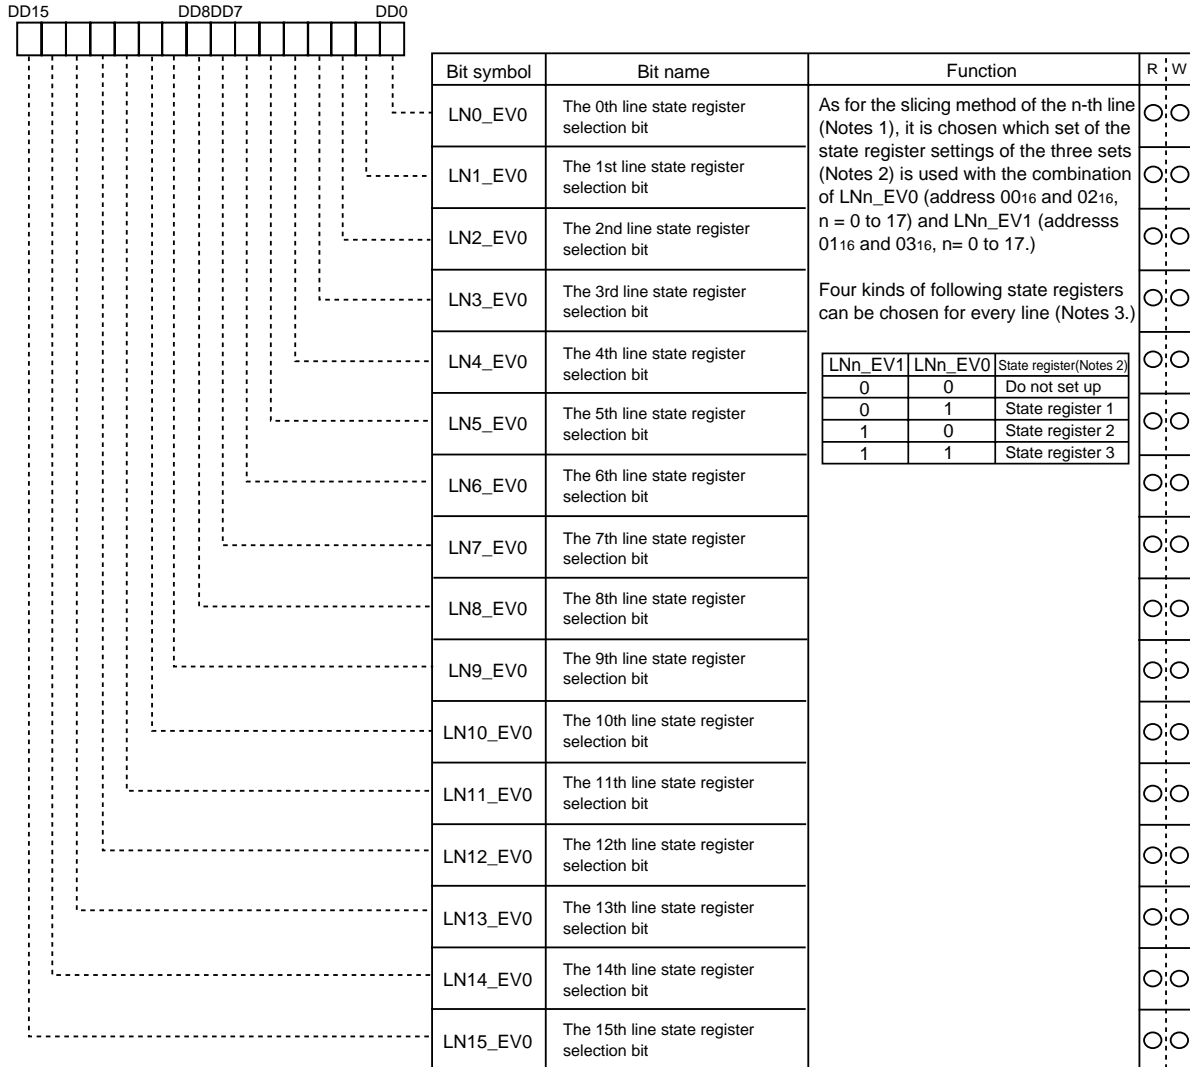 DD15 DD8DD7 DD0
Bit symbol Bit name Function R W
LN0_EV0 The 0th line state register
selection bit
LN1_EV0 The 1st line state register
selection bit
LN2_EV0 The 2nd line state register
selection bit
LN3_EV0 The 3rd line state register
selection bit
LN4_EV0 The 4th line state register
selection bit
LN5_EV0 The 5th line state register
selection bit
LN6_EV0 The 6th line state register
selection bit
LN7_EV0 The 7th line state register
selection bit
LN8_EV0 The 8th line state register
selection bit
LN9_EV0 The 9th line state register
selection bit
LN10_EV0 The 10th line state register
selection bit
LN11_EV0 The 11th line state register
selection bit
LN12_EV0 The 12th line state register
selection bit
LN13_EV0 The 13th line state register
selection bit
LN14_EV0 The 14th line state register
selection bit
LN15_EV0 The 15th line state register
selection bit
As for the slicing method of the n-th line
(Notes 1), it is chosen which set of the
state register settings of the three sets
(Notes 2) is used with the combination
of LNn_EV0 (address 0016 and 0216,
n = 0 to 17) and LNn_EV1 (addresss
0116 and 0316, n= 0 to 17.)
Four kinds of following state registers
can be chosen for every line (Notes 3.)
LNn_EV1 LNn_EV0 State register(Notes 2)
0 0 Do not set up
0 1 State register 1
1 0 State register 2
1 1 State register 3